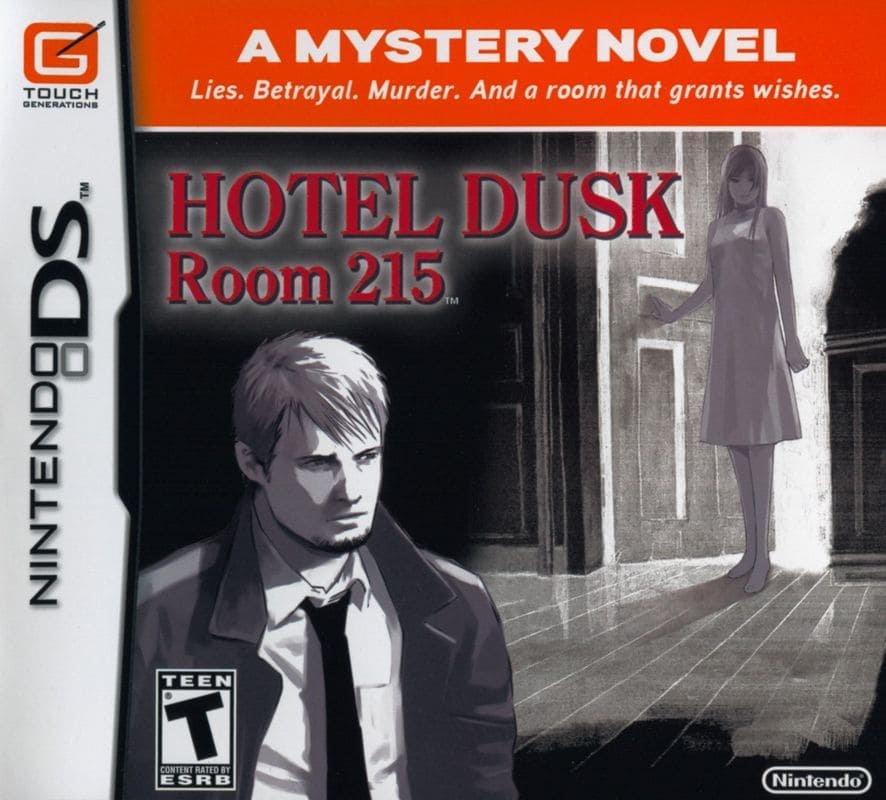 TOUCH
GENERATIONS
NINTENDO DS™
A MYSTERY NOVEL
Lies. Betrayal. Murder. And a room that grants wishes.
HOTEL DUSK
Room 215™
TEEN
T
®
CONTENT RATED BY
ESRB
Nintendo®